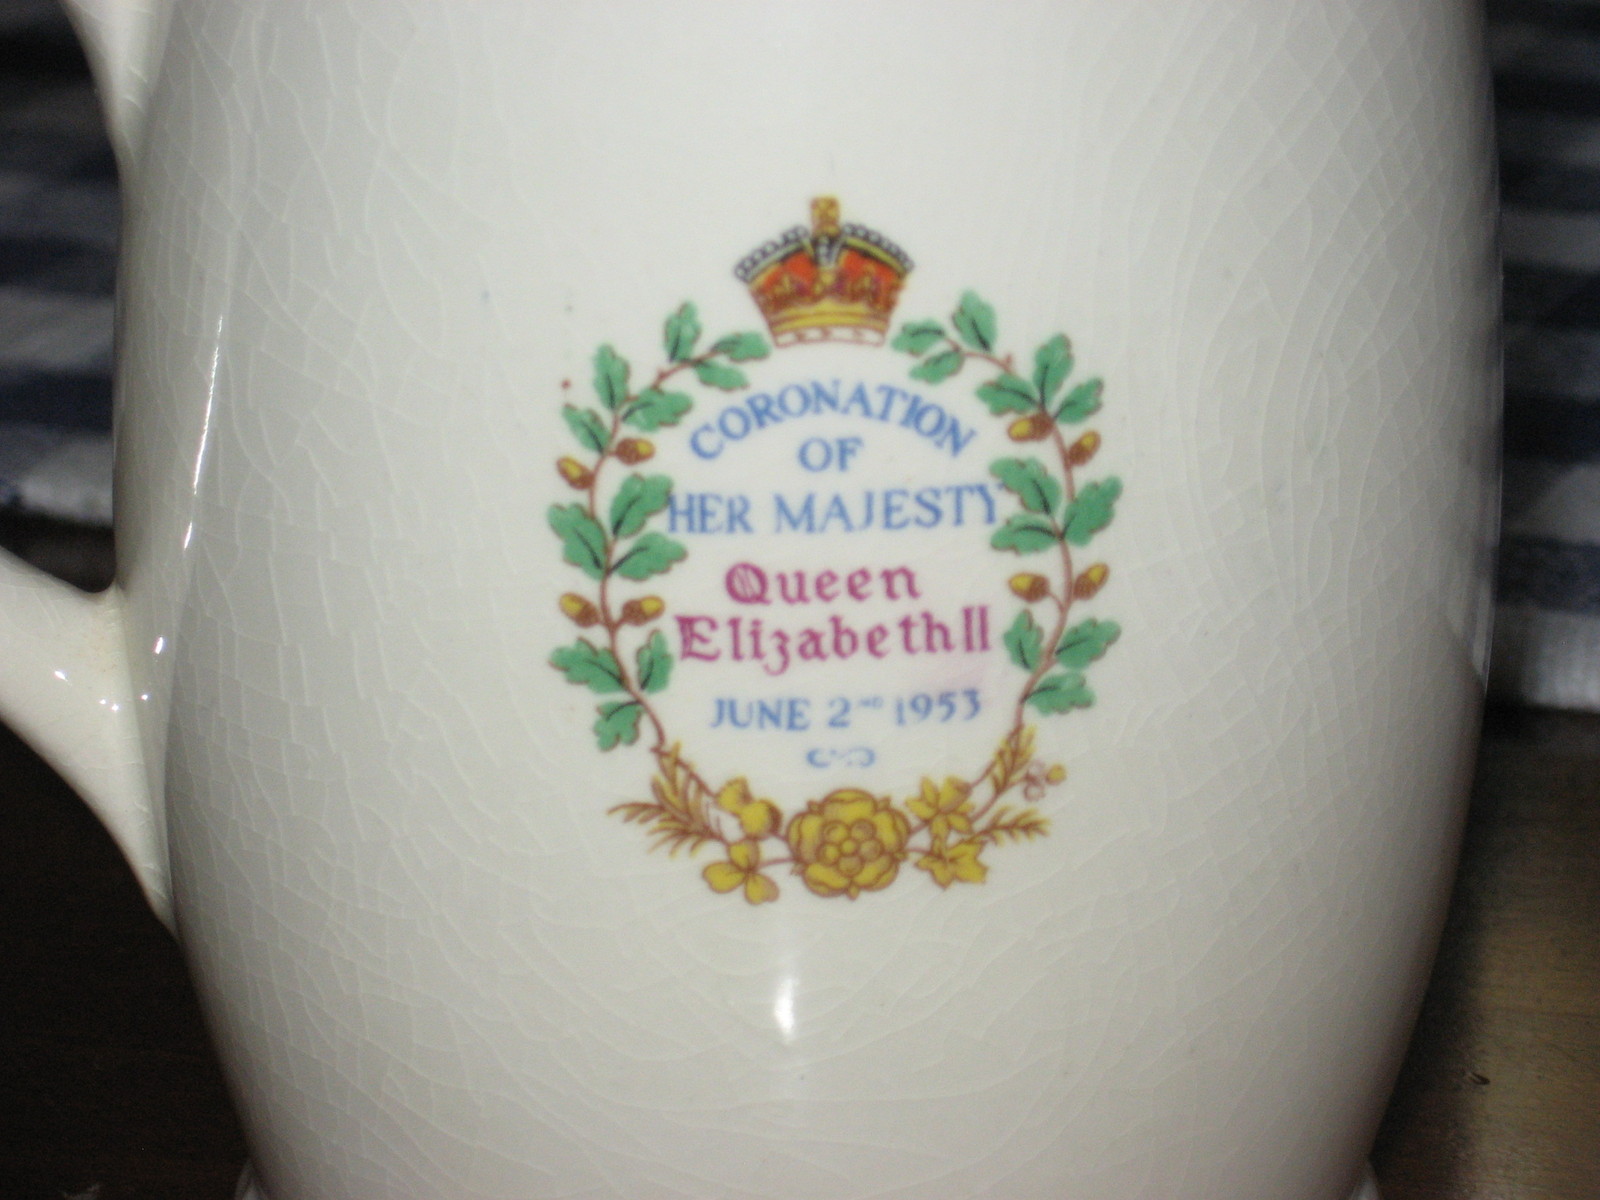 CORONATION
OF
HER MAJESTY
Queen
Elizabeth II
JUNE 2ND 1953